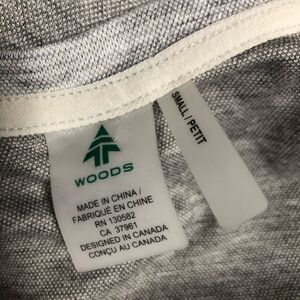 WOODS
MADE IN CHINA /
FABRIQUÉ EN CHINE
RN 130582
CA 37961
DESIGNED IN CANADA
CONÇU AU CANADA
SMALL / PETIT